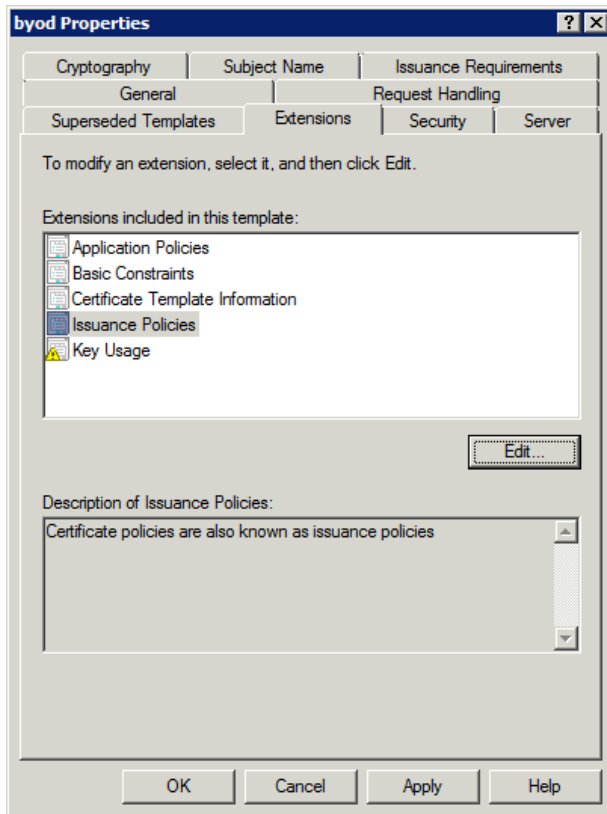 byod Properties
Cryptography Subject Name Issuance Requirements
General Request Handling
Superseded Templates Extensions Security Server
To modify an extension, select it, and then click Edit.
Extensions included in this template:
Application Policies
Basic Constraints
Certificate Template Information
Issuance Policies
Key Usage
Edit...
Description of Issuance Policies:
Certificate policies are also known as issuance policies
OK Cancel Apply Help